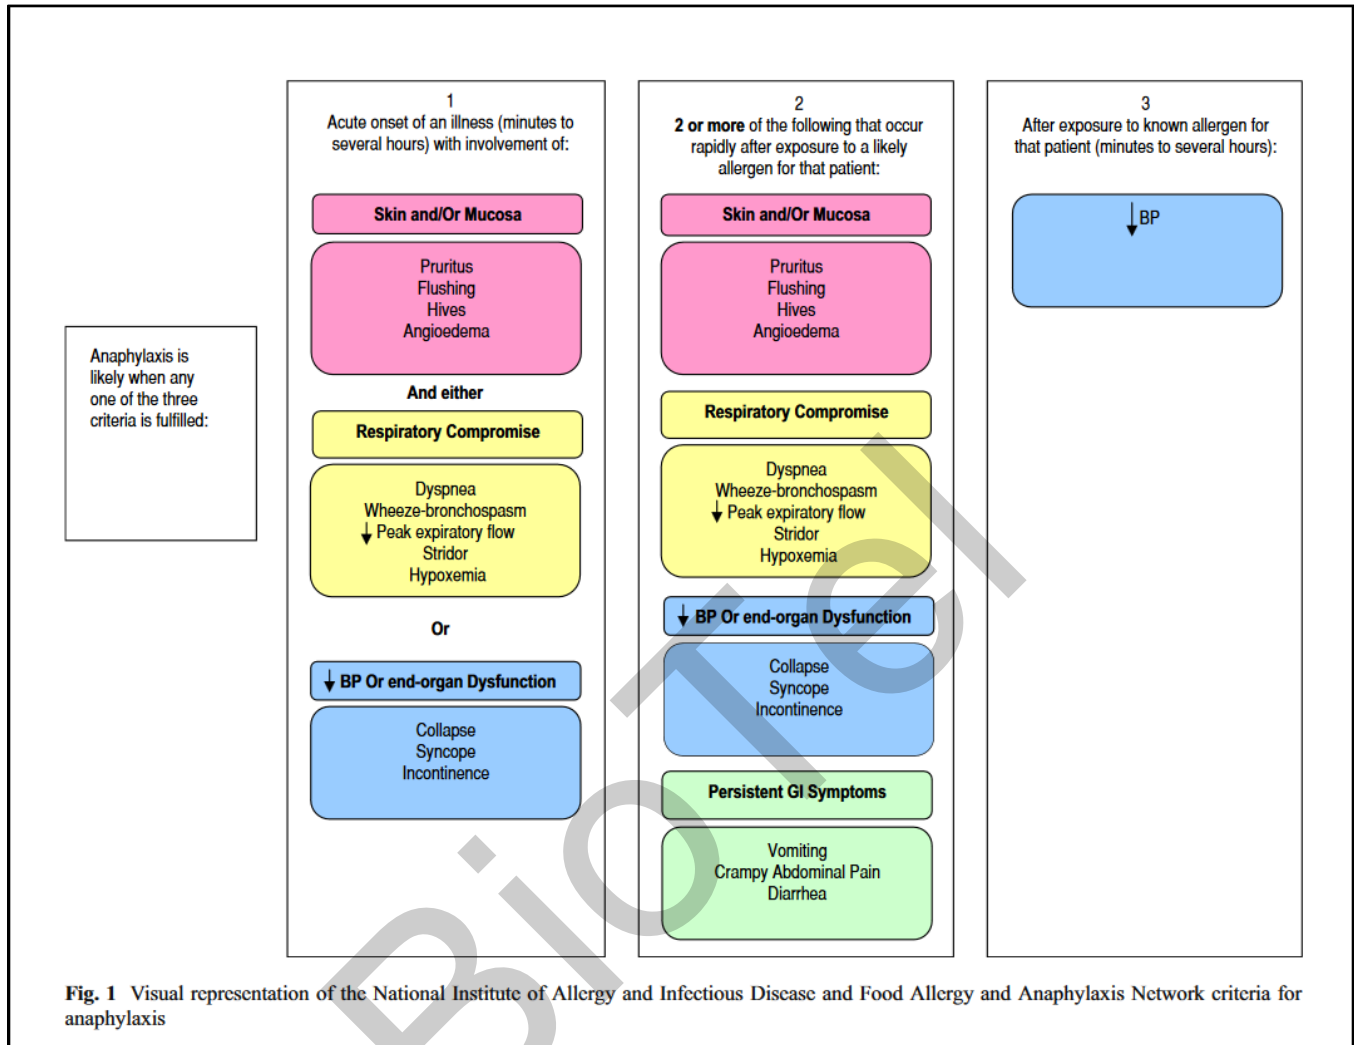 Anaphylaxis is
likely when any
one of the three
criteria is fulfilled:
1
Acute onset of an illness (minutes to
several hours) with involvement of:
Skin and/Or Mucosa
Pruritus
Flushing
Hives
Angioedema
And either
Respiratory Compromise
Dyspnea
Wheeze-bronchospasm
↓ Peak expiratory flow
Stridor
Hypoxemia
Or
↓ BP Or end-organ Dysfunction
Collapse
Syncope
Incontinence
2
2 or more of the following that occur
rapidly after exposure to a likely
allergen for that patient:
Skin and/Or Mucosa
Pruritus
Flushing
Hives
Angioedema
Respiratory Compromise
Dyspnea
Wheeze-bronchospasm
↓ Peak expiratory flow
Stridor
Hypoxemia
↓ BP Or end-organ Dysfunction
Collapse
Syncope
Incontinence
Persistent GI Symptoms
Vomiting
Crampy Abdominal Pain
Diarrhea
3
After exposure to known allergen for
that patient (minutes to several hours):
↓ BP
BioTel
Fig. 1 Visual representation of the National Institute of Allergy and Infectious Disease and Food Allergy and Anaphylaxis Network criteria for
anaphylaxis